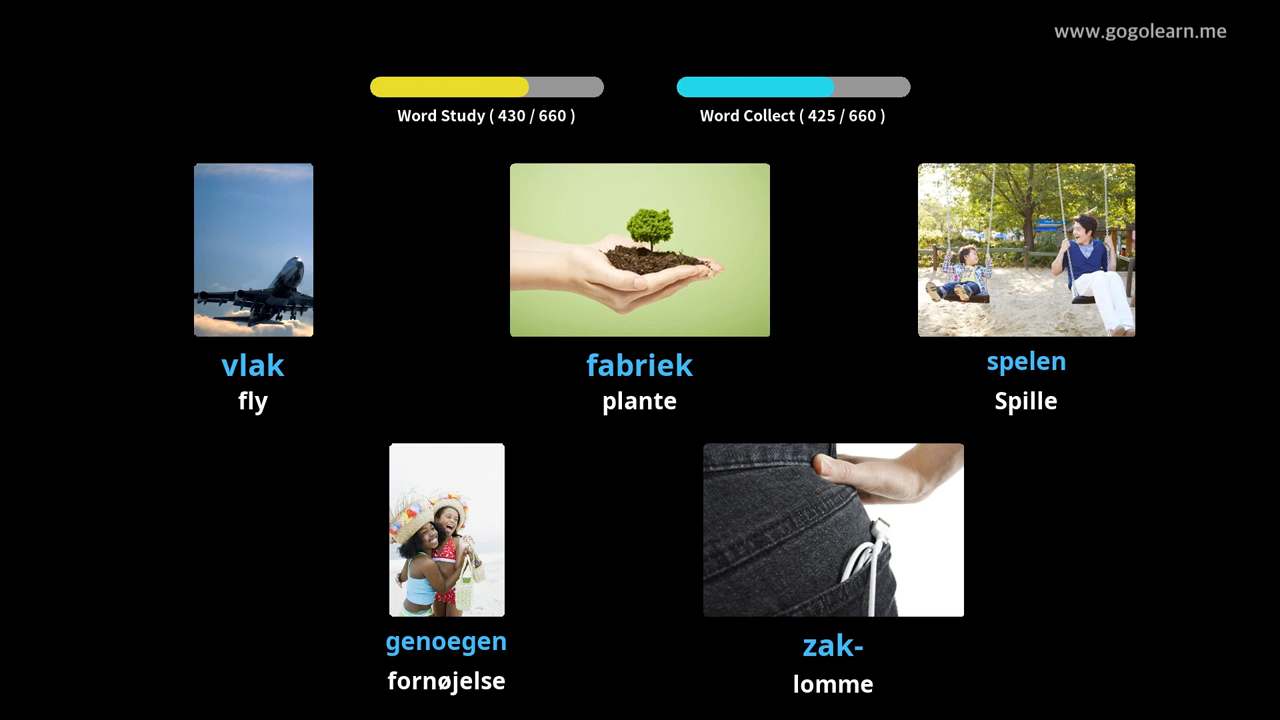 www.gogolearn.me
Word Study ( 430 / 660 )
Word Collect ( 425 / 660 )
vlak
fly
fabriek
plante
spelen
Spille
genoegen
fornøjelse
zak-
lomme